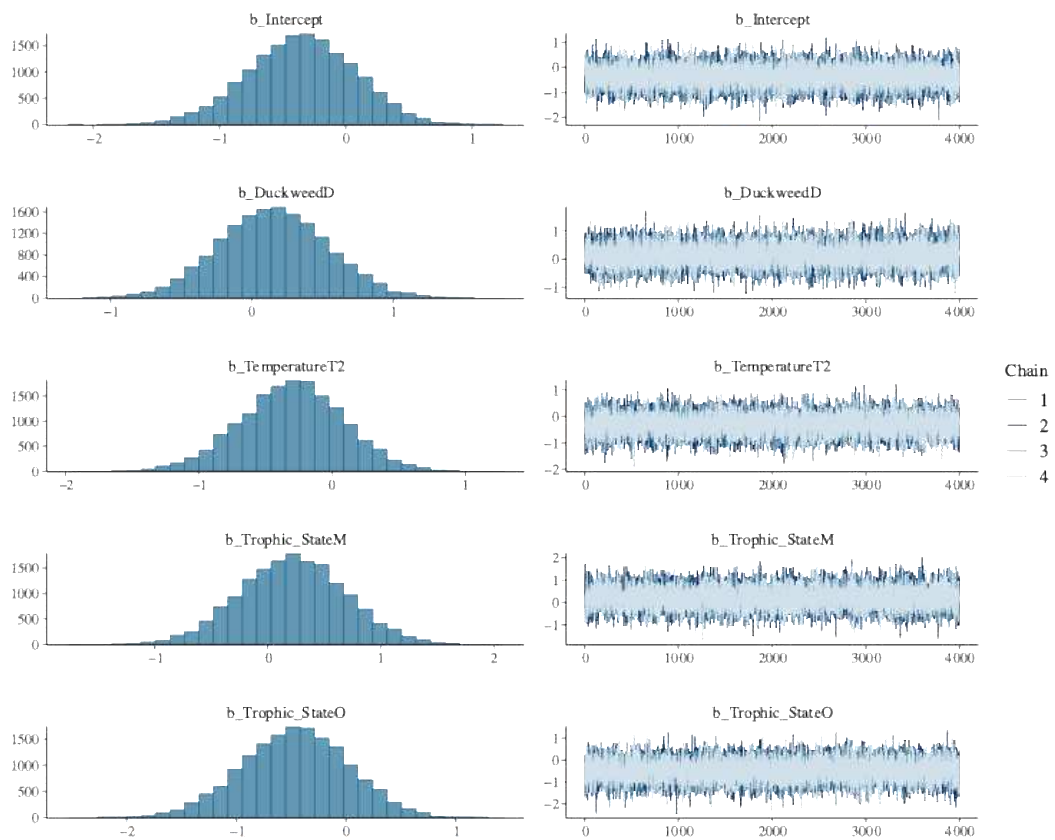 b_Intercept
1500
1000
500
0
−2 −1 0 1
b_Intercept
1
0
−1
−2
0 1000 2000 3000 4000
b_DuckweedD
1600
1200
800
400
0
−1 0 1
b_DuckweedD
1
0
−1
0 1000 2000 3000 4000
b_TemperatureT2
1500
1000
500
0
−2 −1 0 1
b_TemperatureT2
1
0
−1
−2
0 1000 2000 3000 4000
b_Trophic_StateM
1500
1000
500
0
−1 0 1 2
b_Trophic_StateM
2
1
0
−1
0 1000 2000 3000 4000
b_Trophic_StateO
1500
1000
500
0
−2 −1 0 1
b_Trophic_StateO
1
0
−1
−2
0 1000 2000 3000 4000
Chain
1
2
3
4